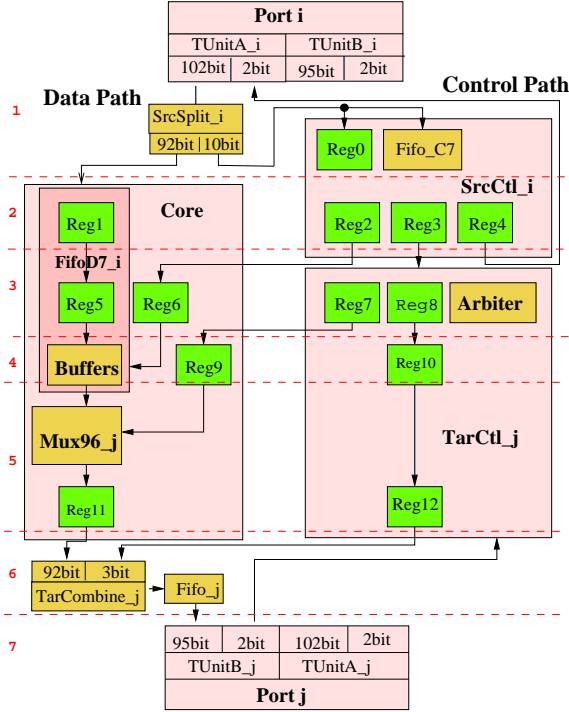 Port i
TUnitA_i TUnitB_i
102bit 2bit 95bit 2bit
Data Path
Control Path
1
SrcSplit_i
92bit 10bit
Reg0 Fifo_C7
SrcCtl_i
2
Core
Reg1
Reg2 Reg3 Reg4
FifoD7_i
3
Reg5 Reg6 Reg7 Reg8 Arbiter
4
Buffers Reg9 Reg10
Mux96_j
TarCtl_j
5
Reg11 Reg12
6
92bit 3bit
TarCombine_j
Fifo_j
7
95bit 2bit 102bit 2bit
TUnitB_j TUnitA_j
Port j